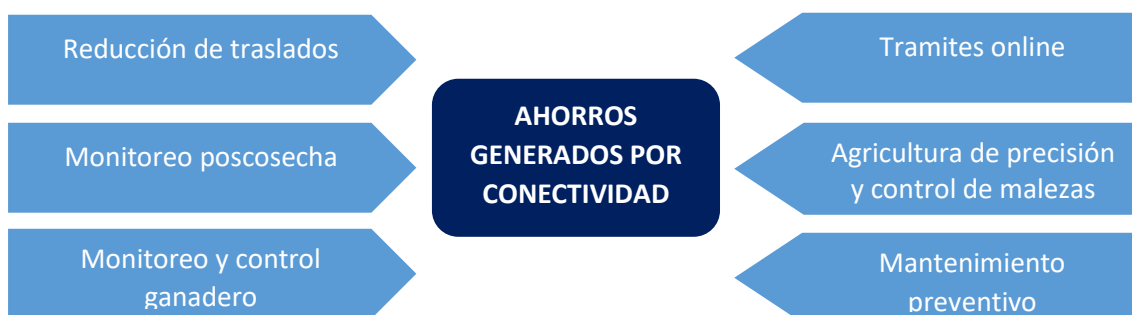 Reducción de traslados
Monitoreo poscosecha
Monitoreo y control
ganadero
AHORROS
GENERADOS POR
CONECTIVIDAD
Tramites online
Agricultura de precisión
y control de malezas
Mantenimiento
preventivo